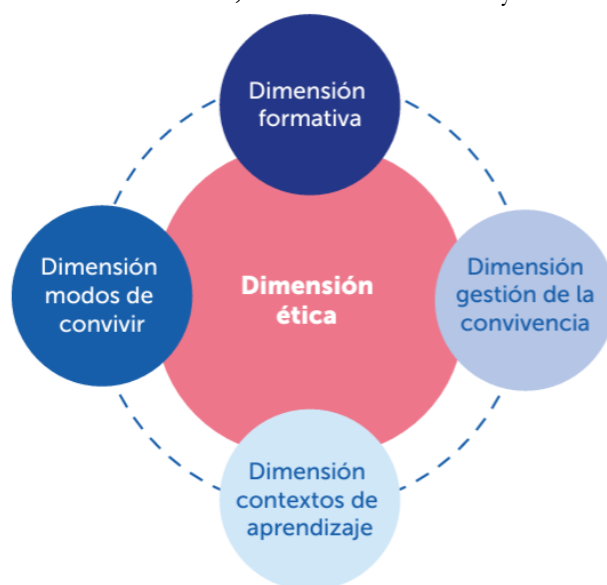 Dimensión
formativa
Dimensión
modos de
convivir
Dimensión
ética
Dimensión
gestión de la
convivencia
Dimensión
contextos de
aprendizaje